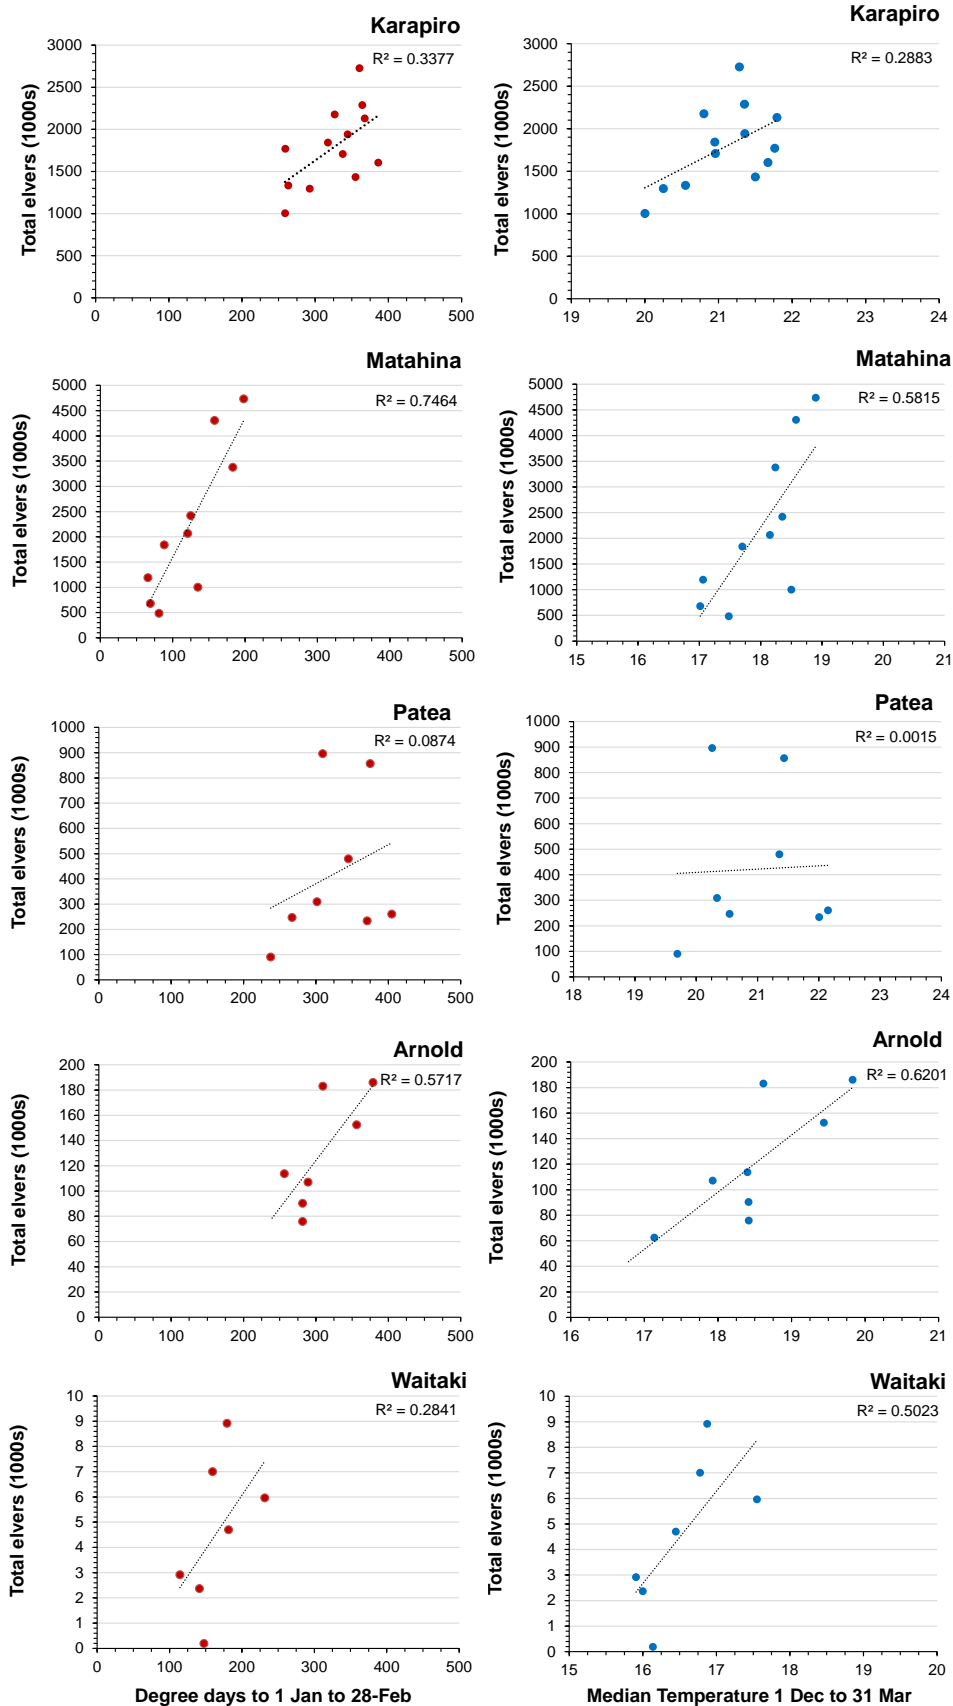 Karapiro
R² = 0.3377
Total elvers (1000s)
3000
2500
2000
1500
1000
500
0
0 100 200 300 400 500
Karapiro
R² = 0.2883
Total elvers (1000s)
3000
2500
2000
1500
1000
500
0
19 20 21 22 23 24
Matahina
R² = 0.7464
Total elvers (1000s)
5000
4500
4000
3500
3000
2500
2000
1500
1000
500
0
0 100 200 300 400 500
Matahina
R² = 0.5815
Total elvers (1000s)
5000
4500
4000
3500
3000
2500
2000
1500
1000
500
0
15 16 17 18 19 20 21
Patea
R² = 0.0874
Total elvers (1000s)
1000
900
800
700
600
500
400
300
200
100
0
0 100 200 300 400 500
Patea
R² = 0.0015
Total elvers (1000s)
1000
900
800
700
600
500
400
300
200
100
0
18 19 20 21 22 23 24
Arnold
R² = 0.5717
Total elvers (1000s)
200
180
160
140
120
100
80
60
40
20
0
0 100 200 300 400 500
Arnold
R² = 0.6201
Total elvers (1000s)
200
180
160
140
120
100
80
60
40
20
0
16 17 18 19 20 21
Waitaki
R² = 0.2841
Total elvers (1000s)
10
9
8
7
6
5
4
3
2
1
0
0 100 200 300 400 500
Degree days to 1 Jan to 28-Feb
Waitaki
R² = 0.5023
Total elvers (1000s)
10
9
8
7
6
5
4
3
2
1
0
15 16 17 18 19 20
Median Temperature 1 Dec to 31 Mar